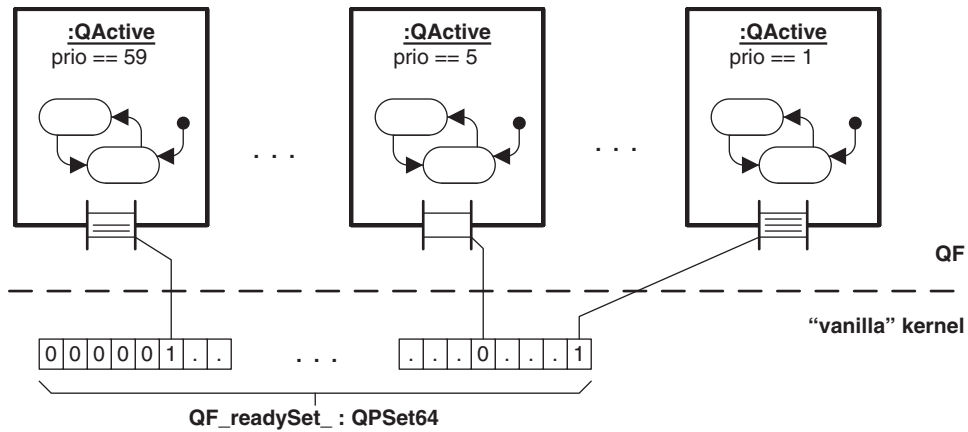 :QActive :QActive :QActive
prio == 59 prio == 5 prio == 1
. . . . . .
QF
“vanilla” kernel
0 0 0 0 0 1 . . . . . . . . 0 . . . 1
QF_readySet_ : QPSet64